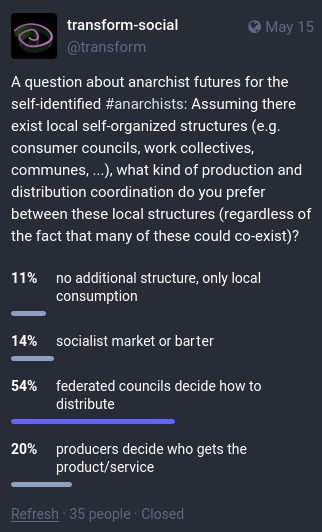 transform-social
May 15
@transform
A question about anarchist futures for the
self-identified #anarchists: Assuming there
exist local self-organized structures (e.g.
consumer councils, work collectives,
communes, ...), what kind of production and
distribution coordination do you prefer
between these local structures (regardless of
the fact that many of these could co-exist)?
11% no additional structure, only local
consumption
14% socialist market or barter
54% federated councils decide how to
distribute
20% producers decide who gets the
product/service
Refresh · 35 people · Closed